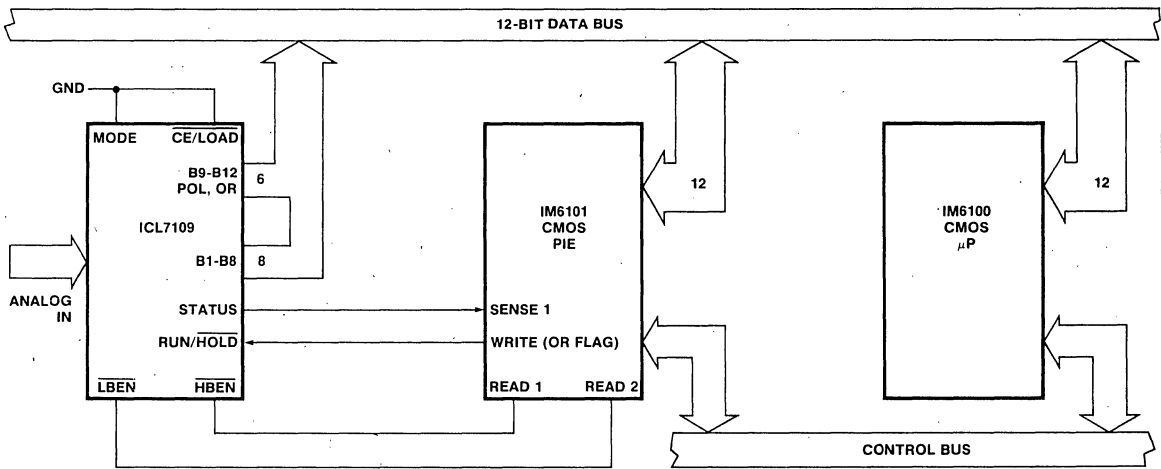 12-BIT DATA BUS
GND
MODE
CE/LOAD
B9-B12
POL, OR
6
ICL7109
B1-B8
8
ANALOG
IN
STATUS
RUN/HOLD
LBEN
HBEN
IM6101
CMOS
PIE
12
SENSE 1
WRITE (OR FLAG)
READ 1
READ 2
IM6100
CMOS
μP
12
CONTROL BUS